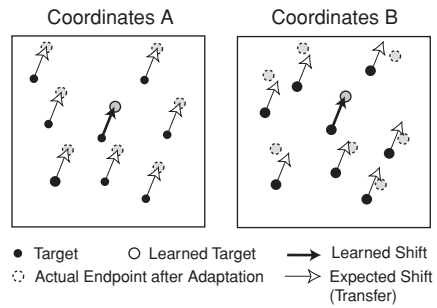 Coordinates A
Coordinates B
Target
Learned Target
Learned Shift
Actual Endpoint after Adaptation
Expected Shift
(Transfer)